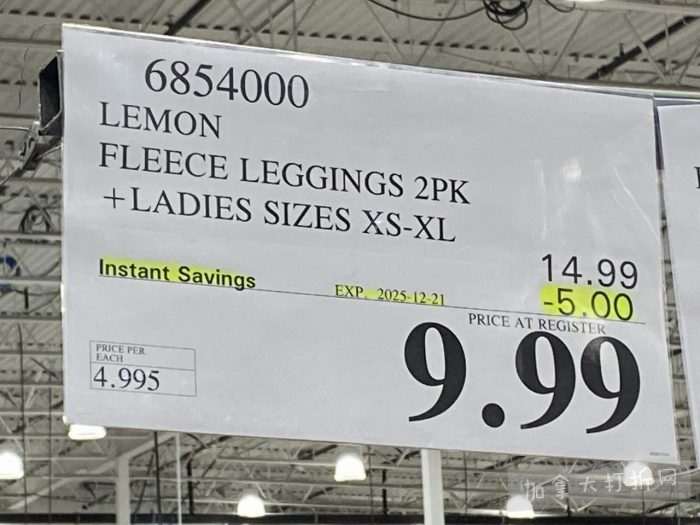 6854000
LEMON
FLEECE LEGGINGS 2PK
+LADIES SIZES XS-XL
14.99
Instant Savings EXP. 2025-12-21 -5.00
PRICE AT REGISTER
9.99
PRICE PER
EACH
4.995
加拿大打折网